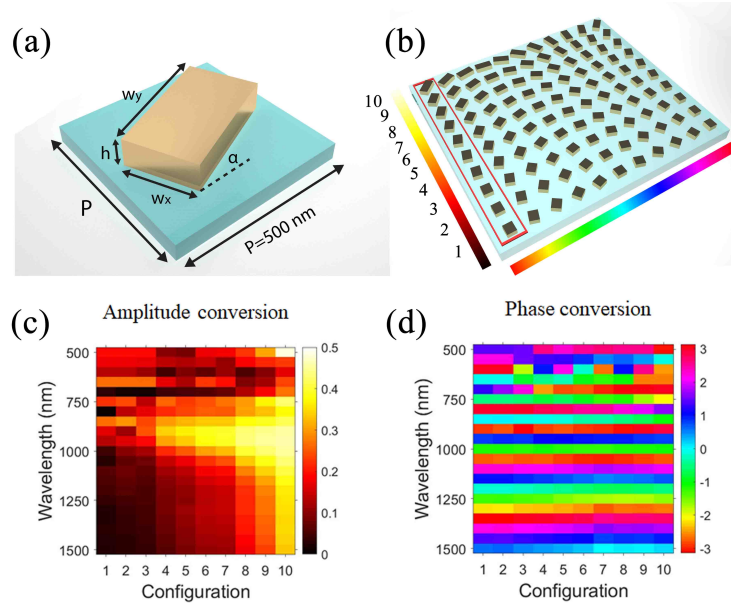 (a)
wy
h
α
wx
P
P=500 nm
(b)
10
9
8
7
6
5
4
3
2
1
(c)
Amplitude conversion
Wavelength (nm)
500
750
1000
1250
1500
1 2 3 4 5 6 7 8 9 10
Configuration
0.5
0.4
0.3
0.2
0.1
0
(d)
Phase conversion
Wavelength (nm)
500
750
1000
1250
1500
1 2 3 4 5 6 7 8 9 10
Configuration
3
2
1
0
-1
-2
-3